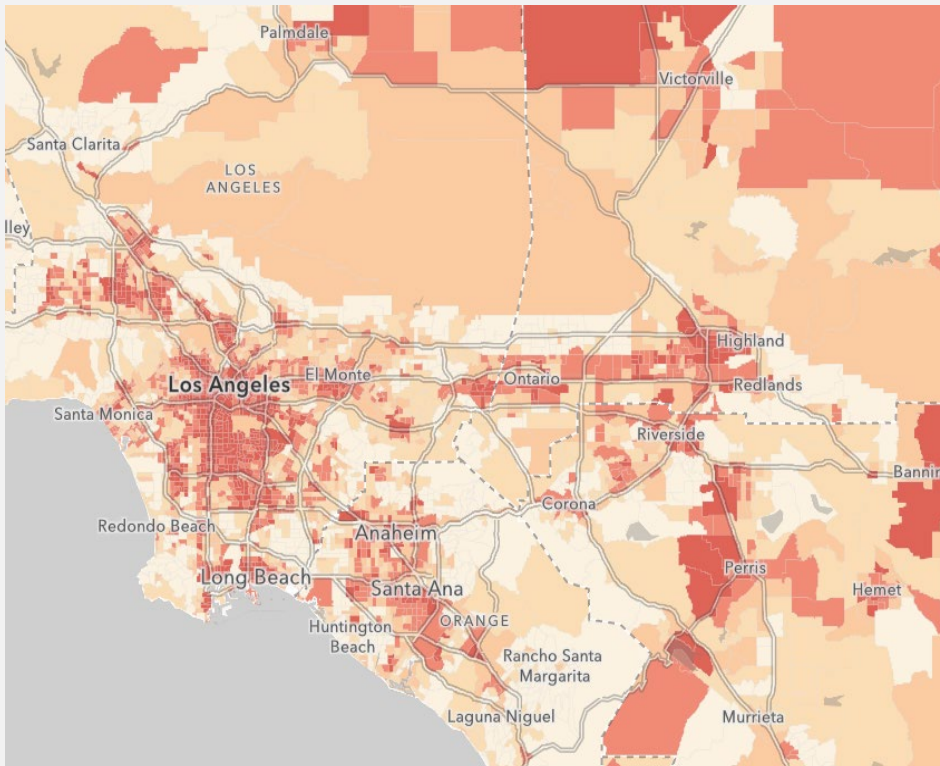 Palmdale
Victorville
Santa Clarita
LOS
ANGELES
lley
Highland
Los Angeles
El Monte
Ontario
Redlands
Santa Monica
Riverside
Bannin
Corona
Redondo Beach
Anaheim
Long Beach
Perris
Santa Ana
Hemet
Huntington
Beach
ORANGE
Rancho Santa
Margarita
Laguna Niguel
Murrieta